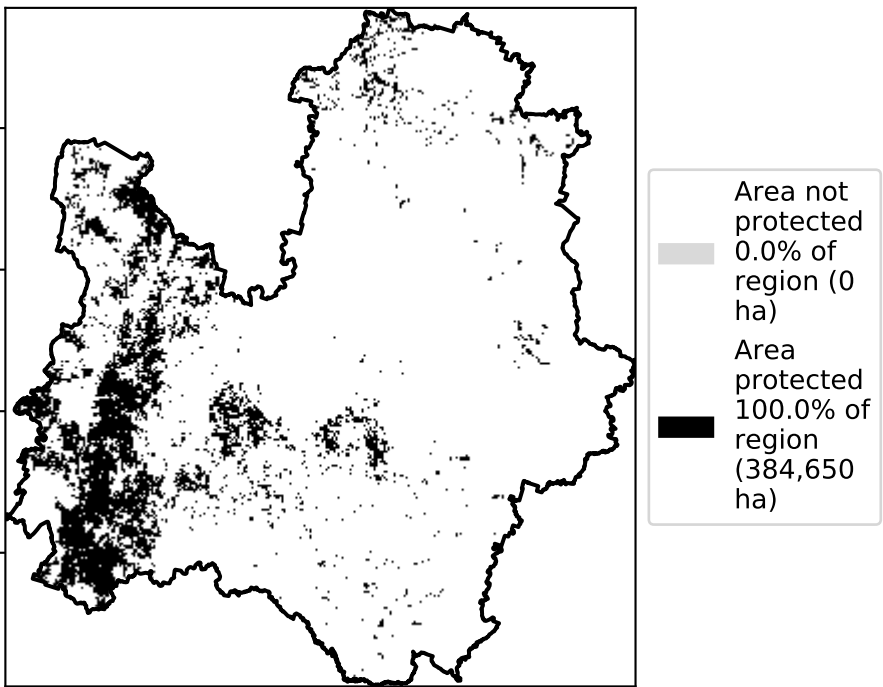 Area not
protected
0.0% of
region (0
ha)
Area
protected
100.0% of
region
(384,650
ha)